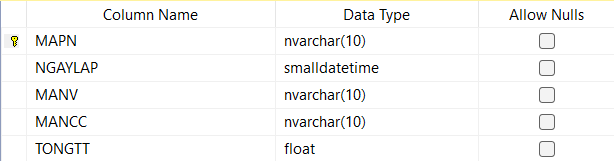 Column Name Data Type Allow Nulls
MAPN nvarchar(10)
NGAYLAP smalldatetime
MANV nvarchar(10)
MANCC nvarchar(10)
TONGTT float